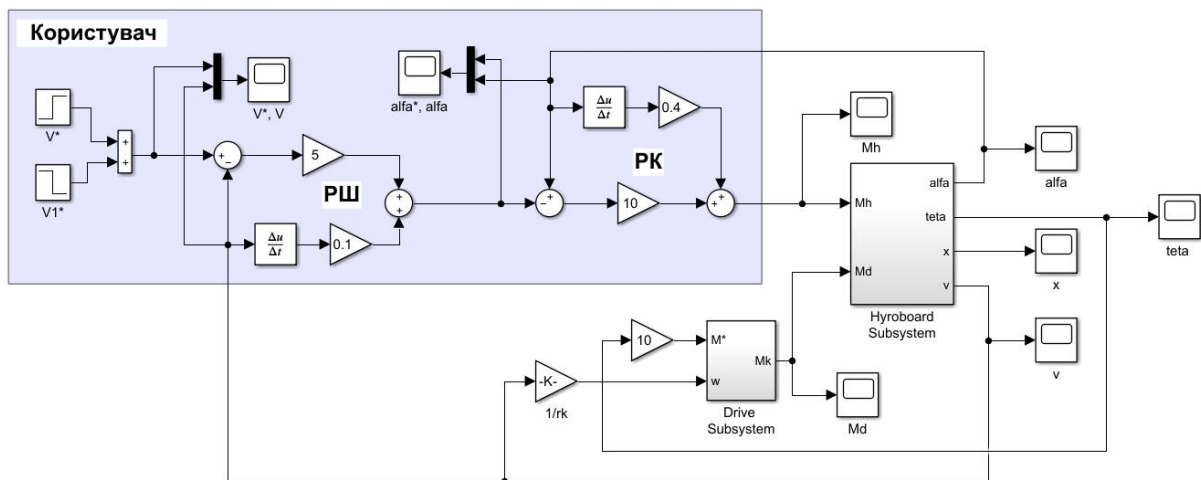 Користувач
V*
V1*
+
+
V*, V
+
−
5
РШ
Δu
Δt
0.1
+
+
alfa*, alfa
Δu
Δt
0.4
РК
−
+
10
+
+
Mh
Mh
Md
alfa
teta
x
v
Hyroboard
Subsystem
alfa
teta
x
v
10
-K-
1/rk
M*
w
Mk
Drive
Subsystem
Md